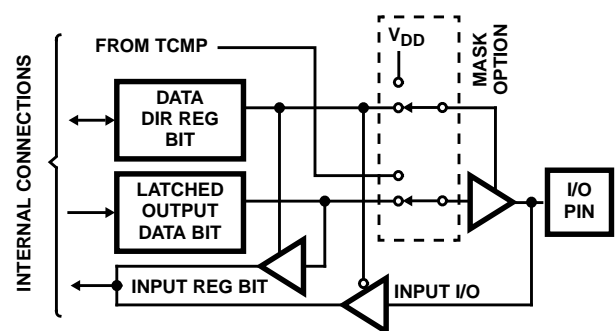 FROM TCMP
VDD
MASK
OPTION
INTERNAL CONNECTIONS
DATA
DIR REG
BIT
LATCHED
OUTPUT
DATA BIT
I/O
PIN
INPUT REG BIT
INPUT I/O